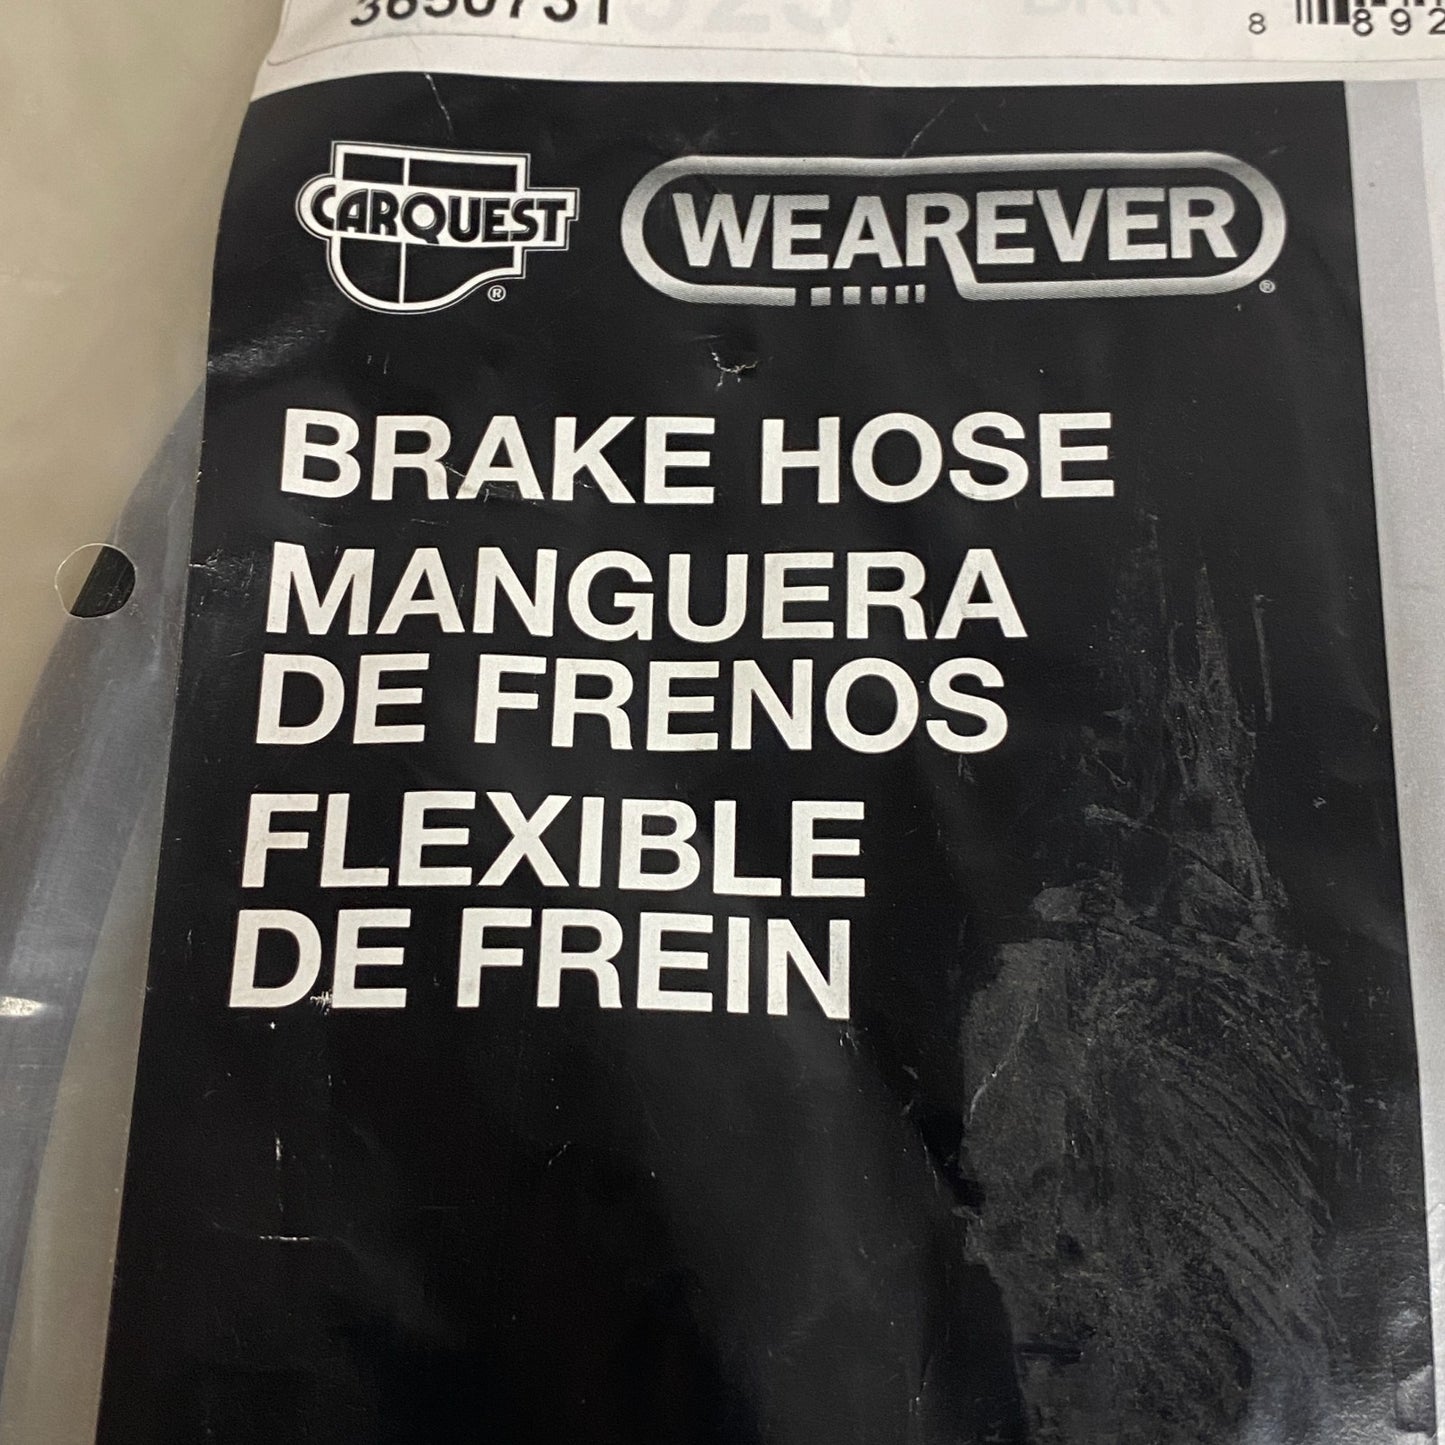 CARQUEST ®
WEAREVER ®
BRAKE HOSE
MANGUERA
DE FRENOS
FLEXIBLE
DE FREIN